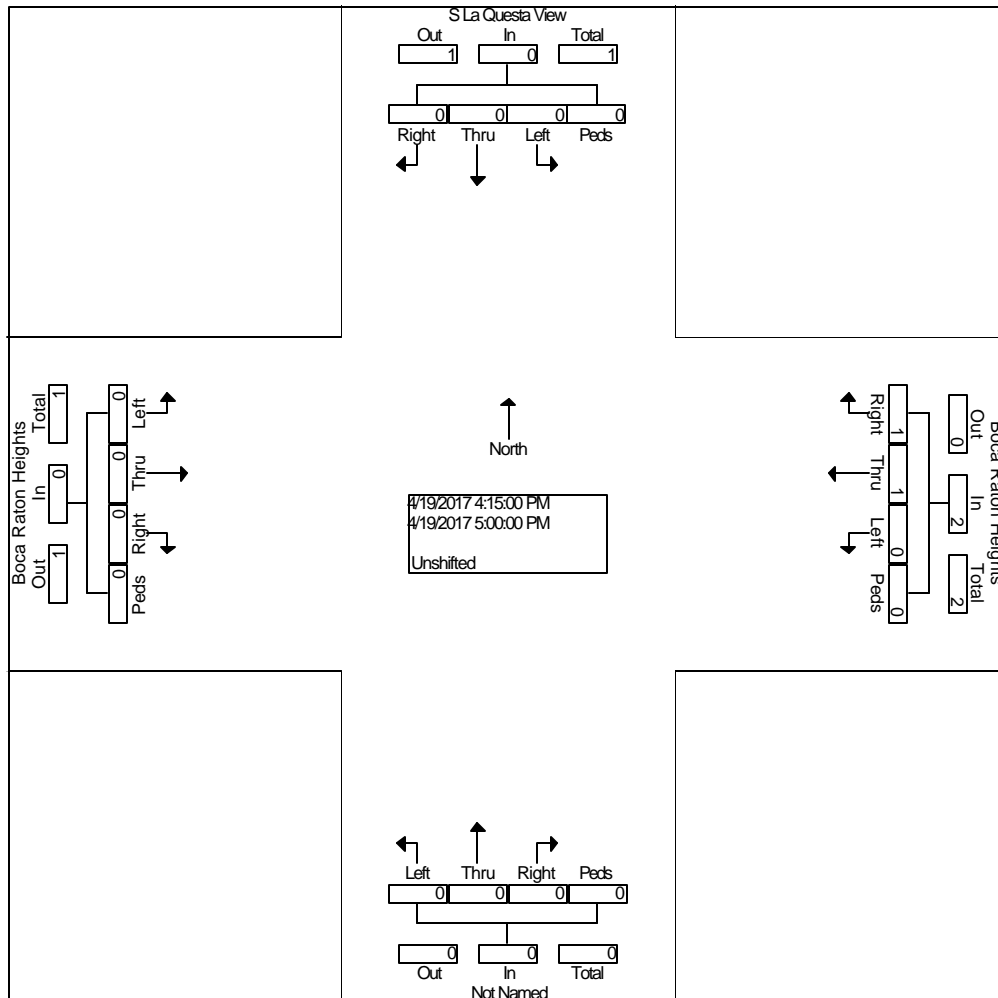 S La Questa View
Out In Total
1 0 1
0 0 0 0
Right Thru Left Peds
Boca Raton Heights
Total In Out
1 0 1
0 0 0 0
Left Thru Right Peds
North
4/19/2017 4:15:00 PM
4/19/2017 5:00:00 PM
Unshifted
Right Thru Left Peds
1 1 0 0
Out In Total
0 2 2
Boca Raton Heights
Left Thru Right Peds
0 0 0 0
0 0 0
Out In Total
Not Named